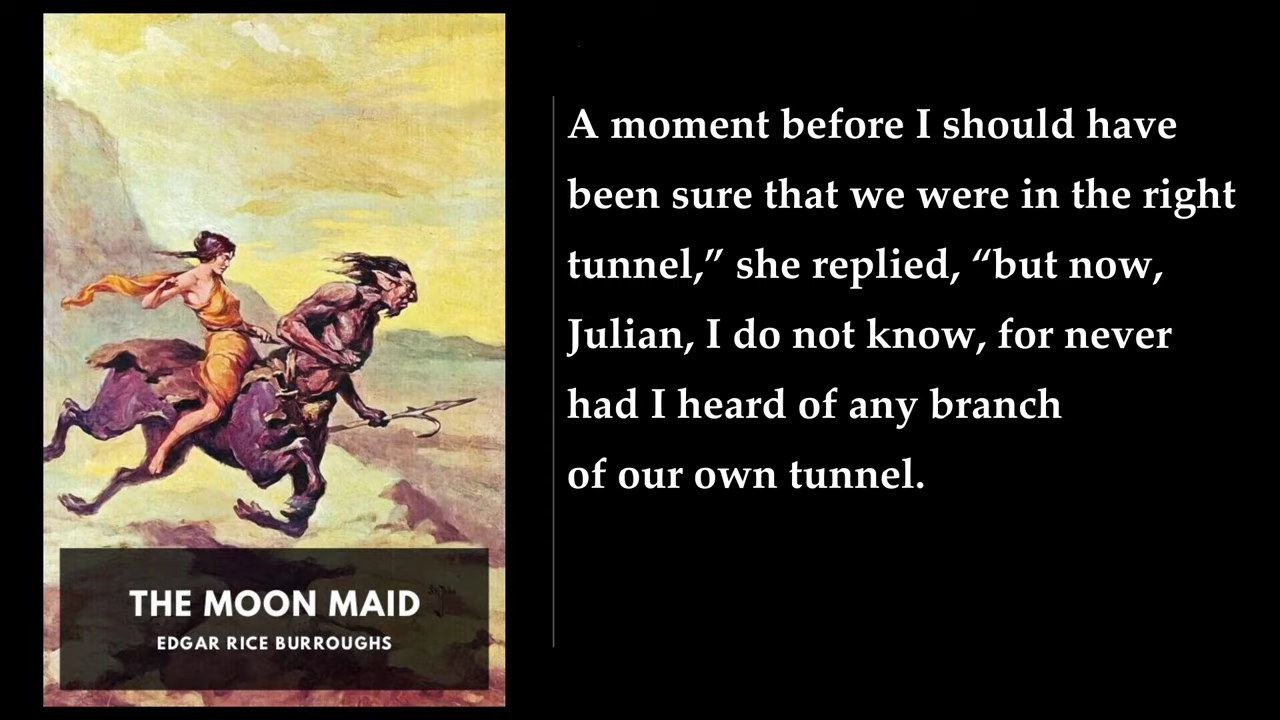 THE MOON MAID
EDGAR RICE BURROUGHS
A moment before I should have
been sure that we were in the right
tunnel,” she replied, “but now,
Julian, I do not know, for never
had I heard of any branch
of our own tunnel.